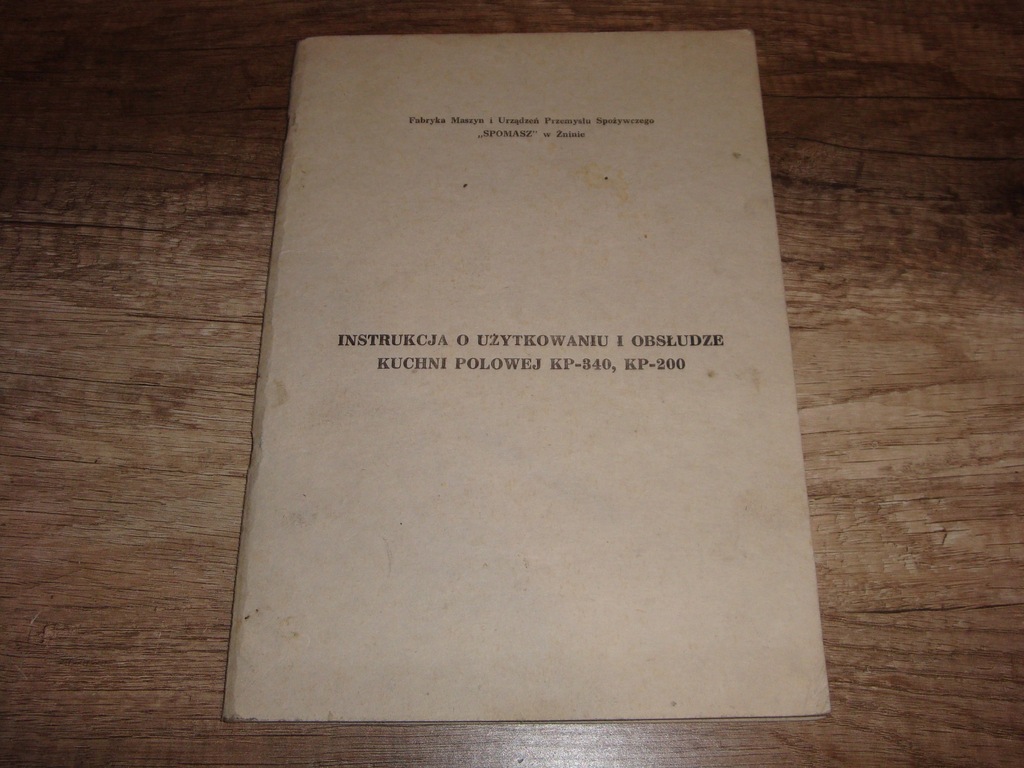 Fabryka Maszyn i Urządzeń Przemysłu Spożywczego
„SPOMASZ" w Żninie
INSTRUKCJA O UŻYTKOWANIU I OBSŁUDZE
KUCHNI POLOWEJ KP-340, KP-200